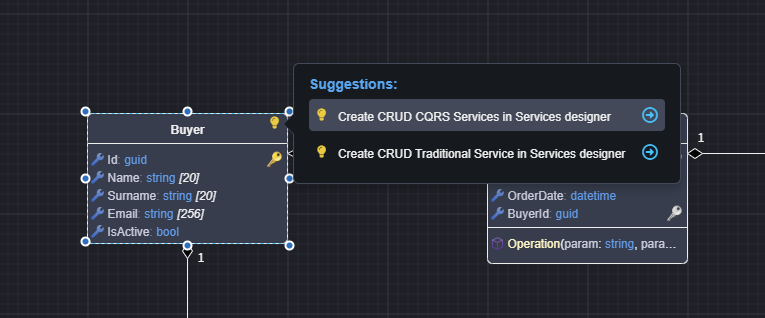 Suggestions:
Create CRUD CQRS Services in Services designer
Create CRUD Traditional Service in Services designer
Buyer
Id: guid
Name: string [20]
Surname: string [20]
Email: string [256]
IsActive: bool
1
1
OrderDate: datetime
BuyerId: guid
Operation(param: string, para...